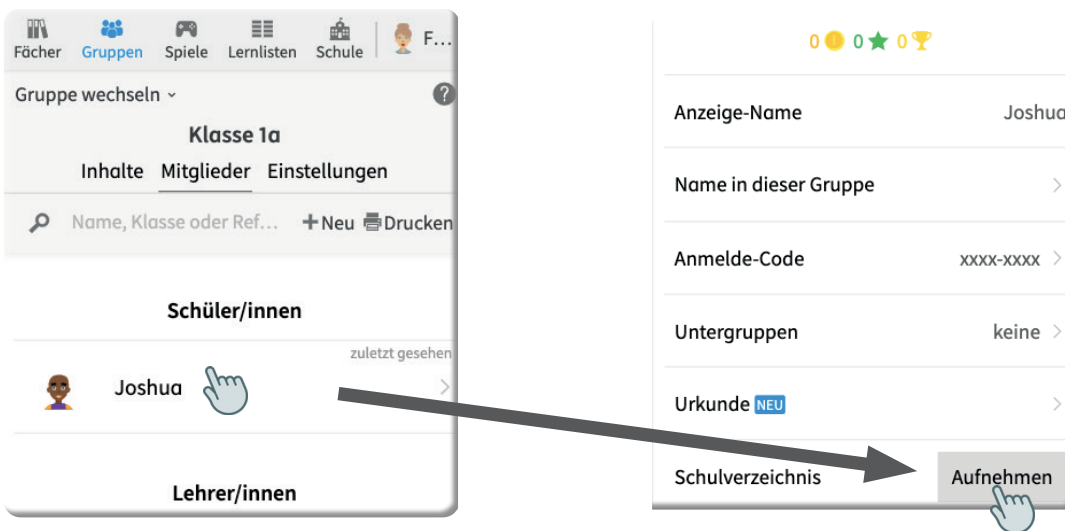 Fächer Gruppen Spiele Lernlisten Schule F...
Gruppe wechseln
?
Klasse 1a
Inhalte Mitglieder Einstellungen
Name, Klasse oder Ref... +Neu Drucken
Schüler/innen
zuletzt gesehen
Joshua
Lehrer/innen
0 0 0
Anzeige-Name Joshua
Name in dieser Gruppe
Anmelde-Code xxxx-xxxx
Untergruppen keine
Urkunde NEU
Schulverzeichnis Aufnehmen